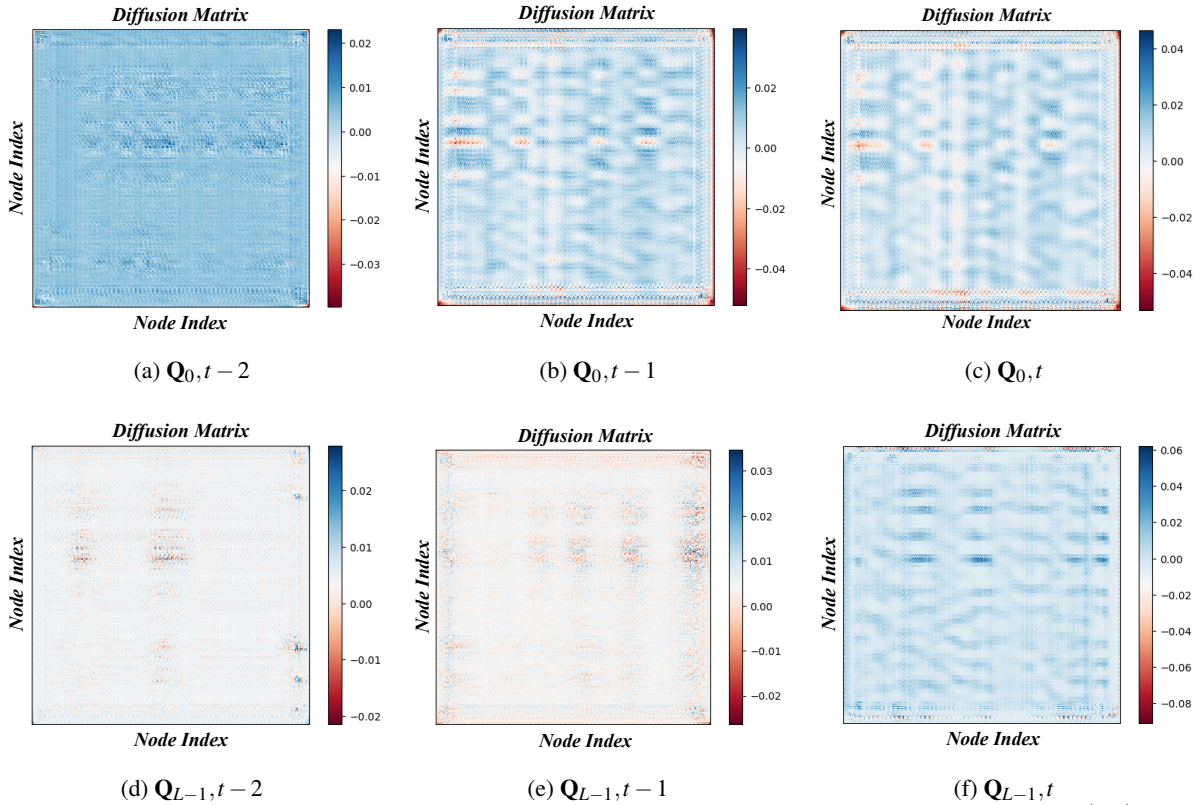 Diffusion Matrix
Node Index
0.02
0.01
0.00
−0.01
−0.02
−0.03
Node Index
(a) Q₀, t − 2
Diffusion Matrix
Node Index
0.02
0.00
−0.02
−0.04
Node Index
(b) Q₀, t − 1
Diffusion Matrix
Node Index
0.04
0.02
0.00
−0.02
−0.04
Node Index
(c) Q₀, t
Diffusion Matrix
Node Index
0.02
0.01
0.00
−0.01
−0.02
Node Index
(d) Q_{L−1}, t − 2
Diffusion Matrix
Node Index
0.03
0.02
0.01
0.00
−0.01
−0.02
Node Index
(e) Q_{L−1}, t − 1
Diffusion Matrix
Node Index
0.06
0.04
0.02
0.00
−0.02
−0.04
−0.06
−0.08
Node Index
(f) Q_{L−1}, t